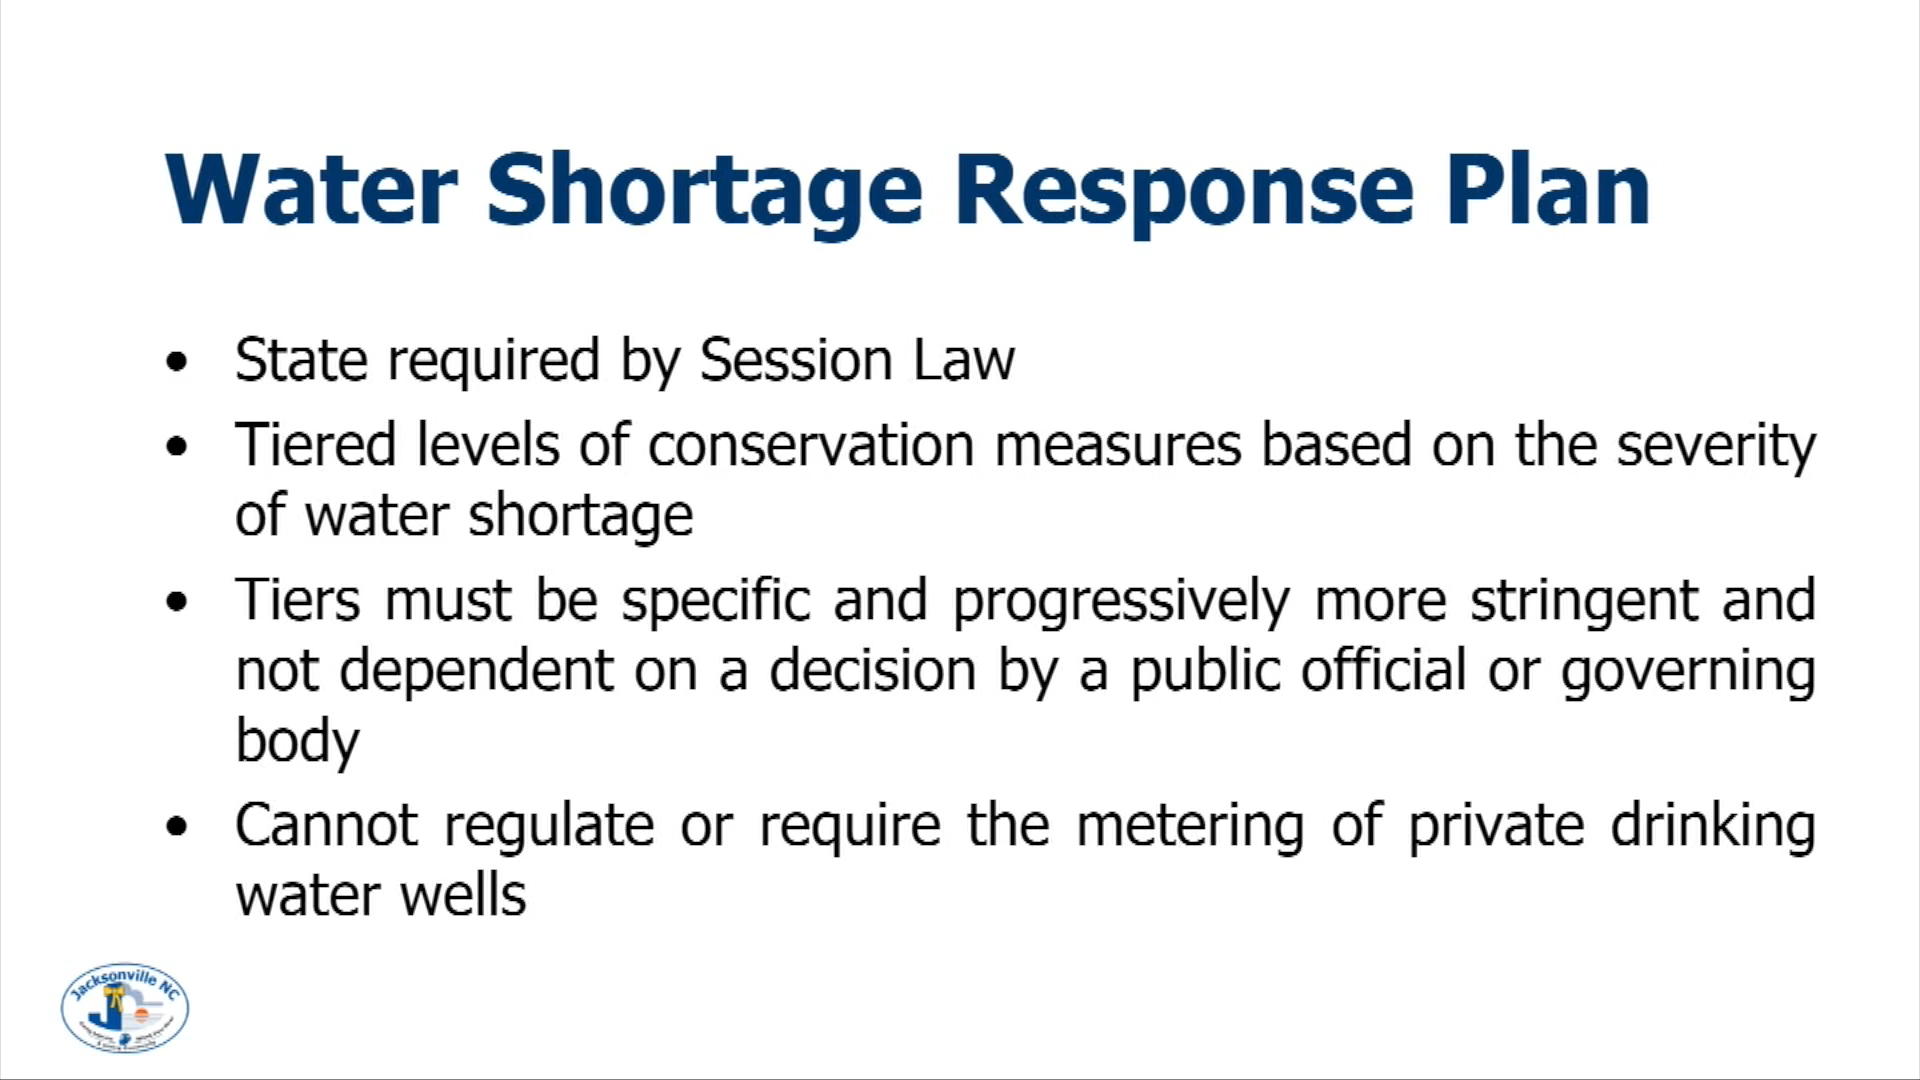 Water Shortage Response Plan
• State required by Session Law
• Tiered levels of conservation measures based on the severity
of water shortage
• Tiers must be specific and progressively more stringent and
not dependent on a decision by a public official or governing
body
• Cannot regulate or require the metering of private drinking
water wells
Jacksonville NC